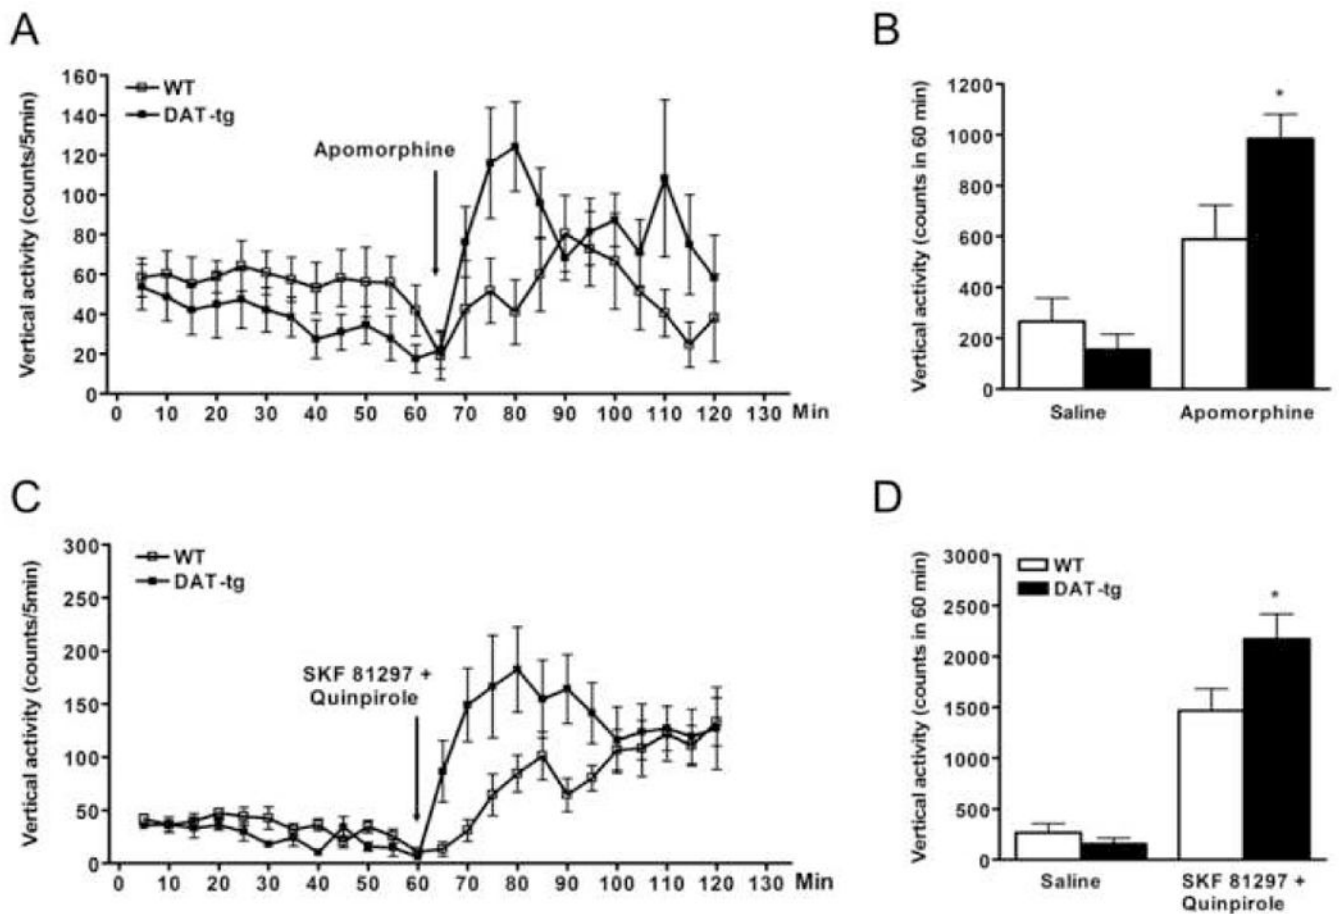 A
Vertical activity (counts/5min)
160
140
120
100
80
60
40
20
0
WT
DAT-tg
Apomorphine
0 10 20 30 40 50 60 70 80 90 100 110 120 130 Min
B
Vertical activity (counts in 60 min)
1200
1000
800
600
400
200
0
*
Saline Apomorphine
C
Vertical activity (counts/5min)
300
250
200
150
100
50
0
WT
DAT-tg
SKF 81297 +
Quinpirole
0 10 20 30 40 50 60 70 80 90 100 110 120 130 Min
D
Vertical activity (counts in 60 min)
3000
2500
2000
1500
1000
500
0
WT
DAT-tg
*
Saline SKF 81297 +
Quinpirole